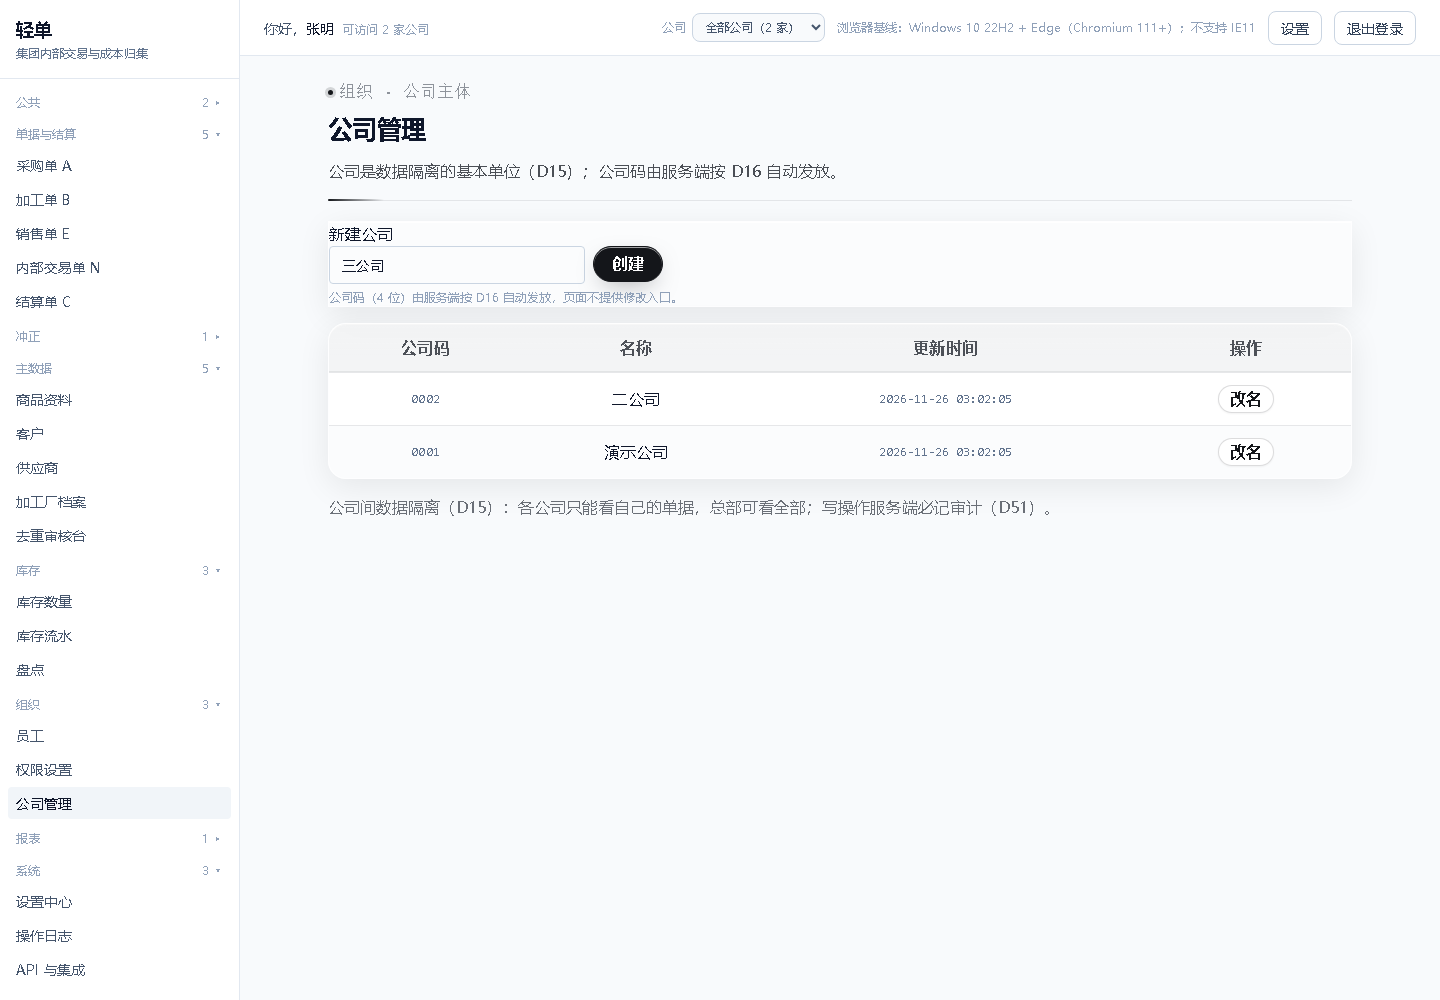 轻单
集团内部交易与成本归集
公共 2
单据与结算 5
采购单 A
加工单 B
销售单 E
内部交易单 N
结算单 C
冲正 1
主数据 5
商品资料
客户
供应商
加工厂档案
去重审核台
库存 3
库存数量
库存流水
盘点
组织 3
员工
权限设置
公司管理
报表 1
系统 3
设置中心
操作日志
API 与集成
你好，张明 可访问 2 家公司
公司 全部公司（2 家） 浏览器基线：Windows 10 22H2 + Edge（Chromium 111+）；不支持 IE11 设置 退出登录
组织 - 公司主体
公司管理
公司是数据隔离的基本单位（D15）；公司码由服务端按 D16 自动发放。
新建公司
三公司 创建
公司码（4 位）由服务端按 D16 自动发放，页面不提供修改入口。
公司码 名称 更新时间 操作
0002 二公司 2026-11-26 03:02:05 改名
0001 演示公司 2026-11-26 03:02:05 改名
公司间数据隔离（D15）：各公司只能看自己的单据，总部可看全部；写操作服务端必记审计（D51）。